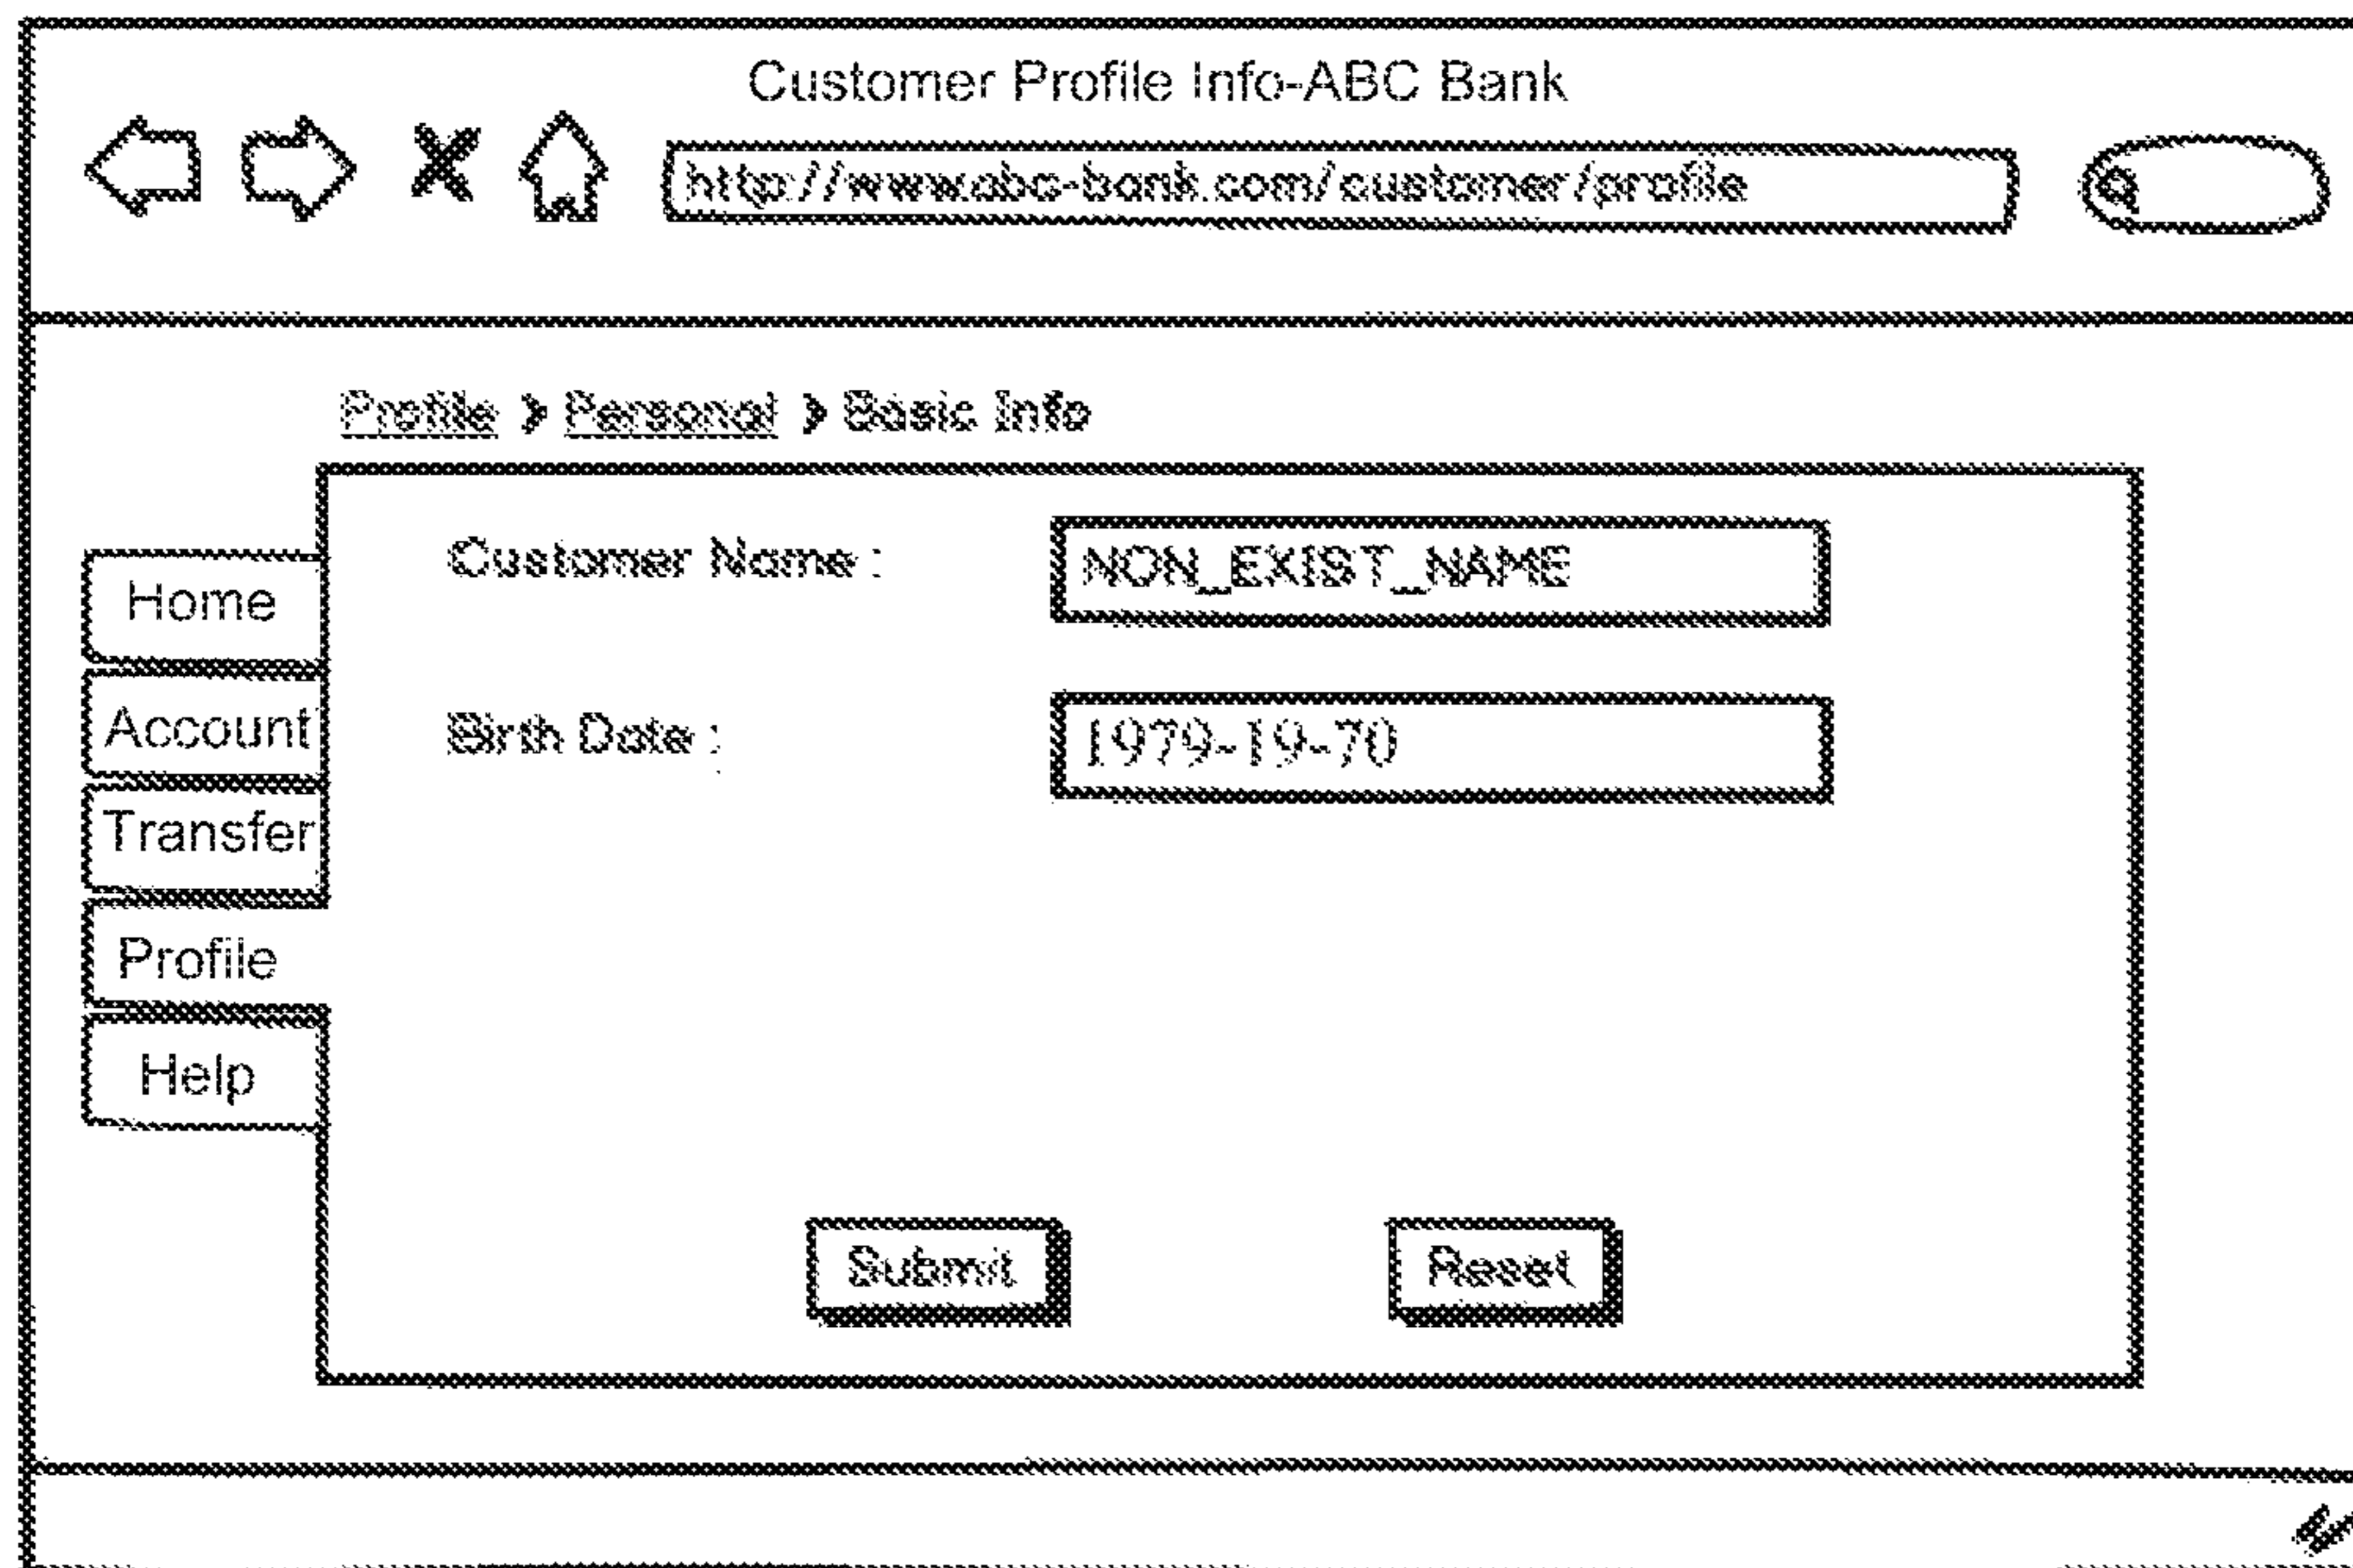 Customer Profile Info-ABC Bank
http://www.abc-bank.com/customer/profile
Profile > Personal > Basic Info
Customer Name : NON_EXIST_NAME
Birth Date : 1979-19-70
Home
Account
Transfer
Profile
Help
Submit Reset